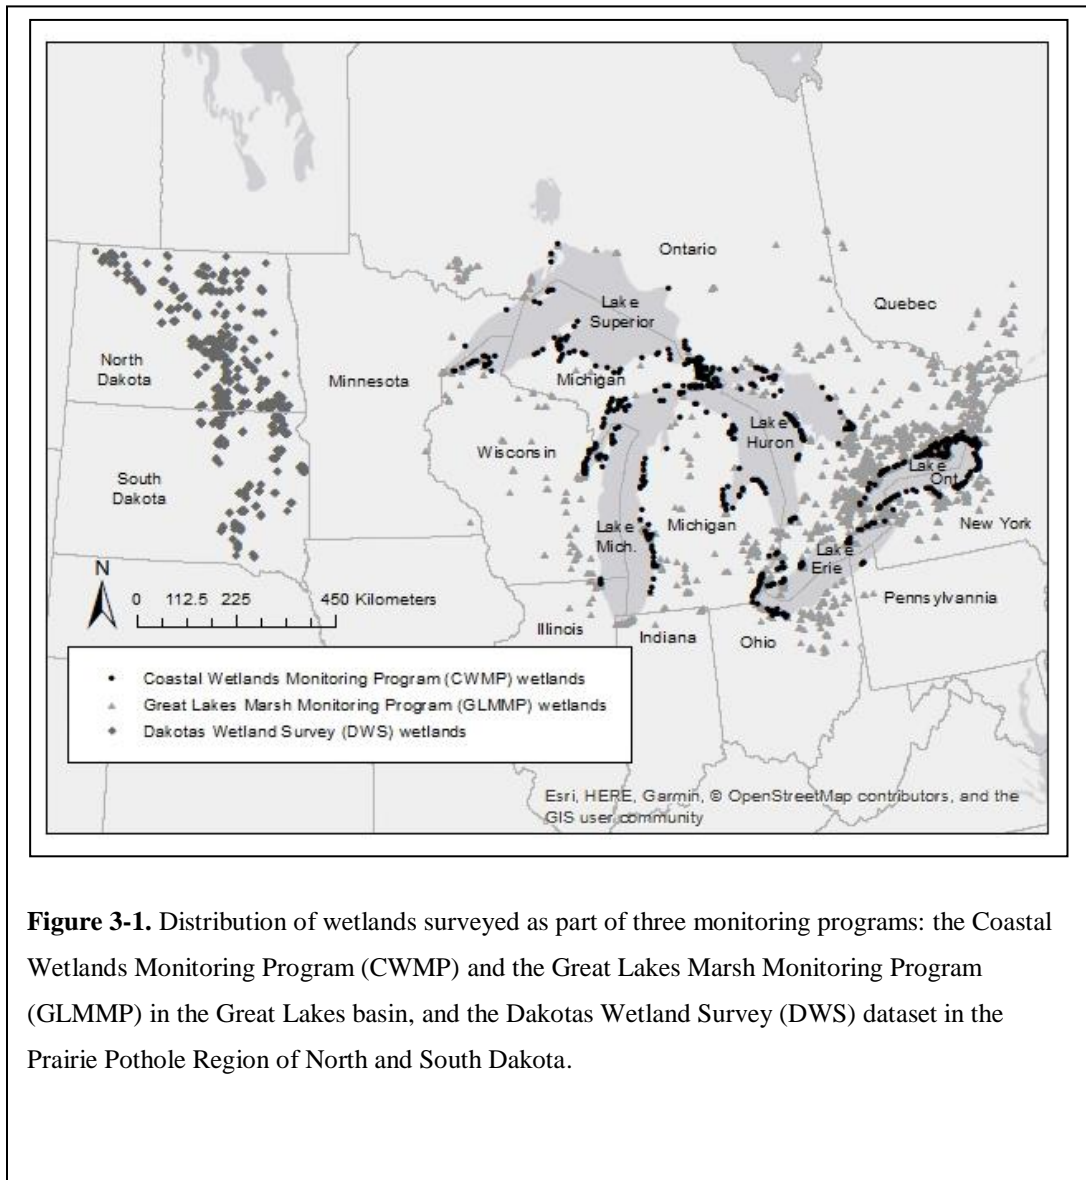 Ontario
Quebec
Lake
Superior
North
Dakota
Minnesota
Michigan
Lake
Huron
Wisconsin
South
Dakota
Lake
Ont.
Lake
Mich.
Michigan
New York
Lake
Erie
N
0 112.5 225 450 Kilometers
Pennsylvannia
Illinois
Indiana
Ohio
Coastal Wetlands Monitoring Program (CWMP) wetlands
Great Lakes Marsh Monitoring Program (GLMMP) wetlands
Dakotas Wetland Survey (DWS) wetlands
Esri, HERE, Garmin, © OpenStreetMap contributors, and the
GIS user community
Figure 3-1. Distribution of wetlands surveyed as part of three monitoring programs: the Coastal
Wetlands Monitoring Program (CWMP) and the Great Lakes Marsh Monitoring Program
(GLMMP) in the Great Lakes basin, and the Dakotas Wetland Survey (DWS) dataset in the
Prairie Pothole Region of North and South Dakota.